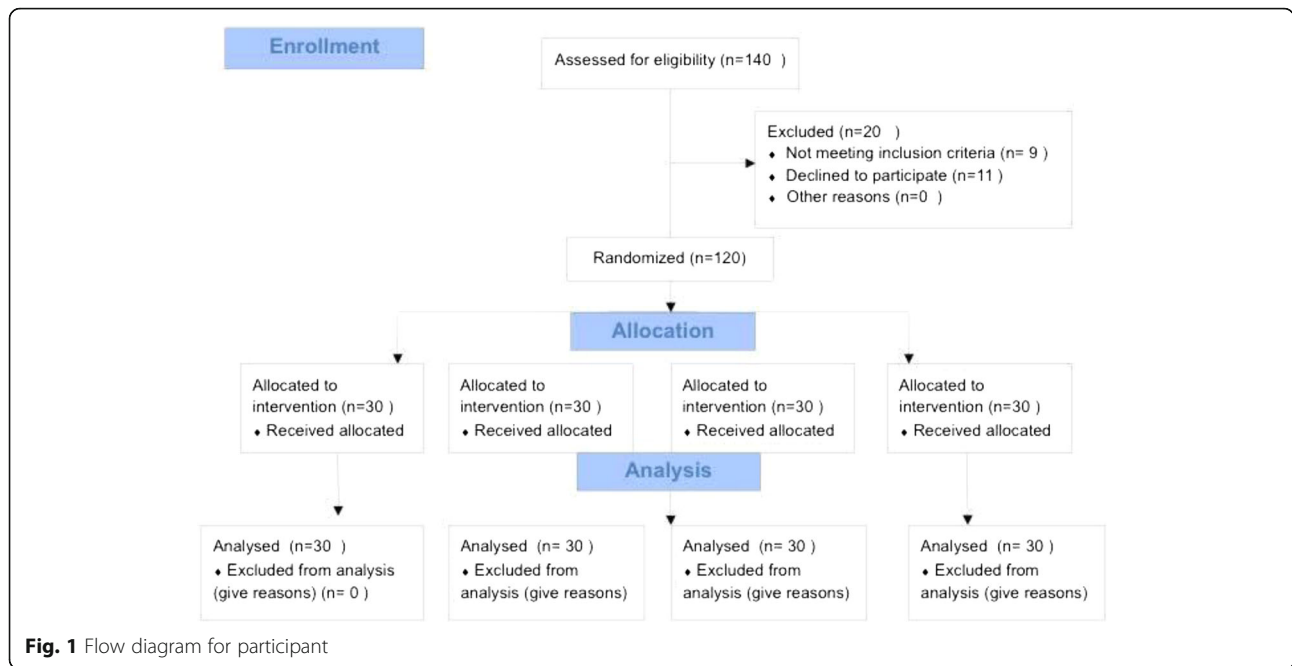 Enrollment
Assessed for eligibility (n=140 )
Excluded (n=20 )
♦ Not meeting inclusion criteria (n= 9 )
♦ Declined to participate (n=11 )
♦ Other reasons (n=0 )
Randomized (n=120)
Allocation
Allocated to
intervention (n=30 )
♦ Received allocated
Allocated to
intervention (n=30 )
♦ Received allocated
Allocated to
intervention (n=30 )
♦ Received allocated
Allocated to
intervention (n=30 )
♦ Received allocated
Analysis
Analysed (n=30 )
♦ Excluded from analysis
(give reasons) (n= 0 )
Analysed (n= 30 )
♦ Excluded from
analysis (give reasons)
Analysed (n= 30 )
♦ Excluded from
analysis (give reasons)
Analysed (n= 30 )
♦ Excluded from
analysis (give reasons)
Fig. 1 Flow diagram for participant